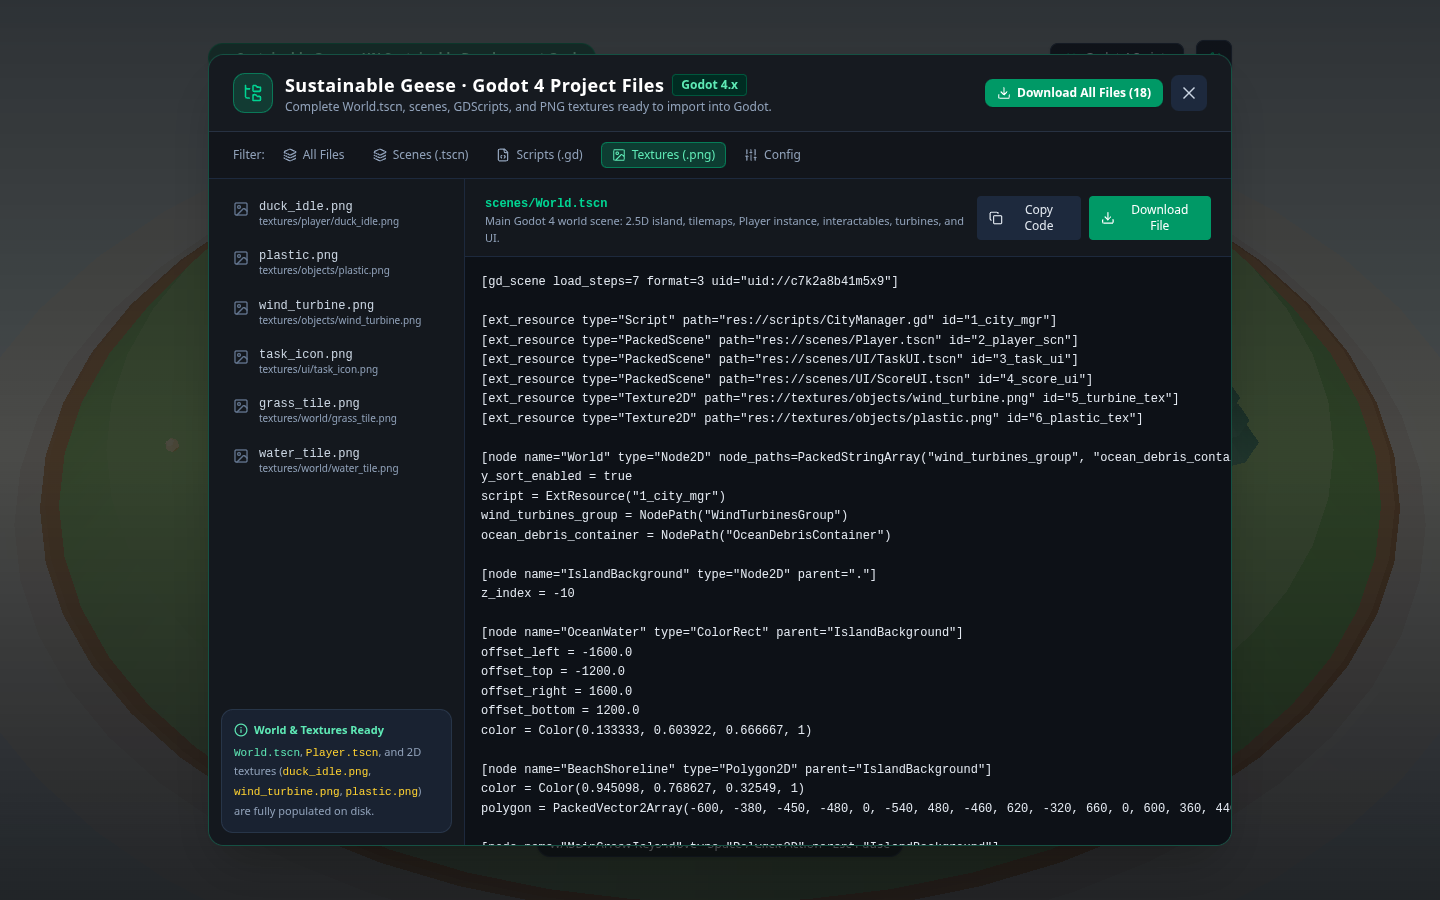 Sustainable Geese · Godot 4 Project Files
Godot 4.x
Complete World.tscn, scenes, GDScripts, and PNG textures ready to import into Godot.
Download All Files (18)
Filter:
All Files
Scenes (.tscn)
Scripts (.gd)
Textures (.png)
Config
duck_idle.png
textures/player/duck_idle.png
plastic.png
textures/objects/plastic.png
wind_turbine.png
textures/objects/wind_turbine.png
task_icon.png
textures/ui/task_icon.png
grass_tile.png
textures/world/grass_tile.png
water_tile.png
textures/world/water_tile.png
World & Textures Ready
World.tscn, Player.tscn, and 2D
textures (duck_idle.png,
wind_turbine.png, plastic.png)
are fully populated on disk.
scenes/World.tscn
Main Godot 4 world scene: 2.5D island, tilemaps, Player instance, interactables, turbines, and
UI.
Copy
Code
Download
File
[gd_scene load_steps=7 format=3 uid="uid://c7k2a8b41m5x9"]
[ext_resource type="Script" path="res://scripts/CityManager.gd" id="1_city_mgr"]
[ext_resource type="PackedScene" path="res://scenes/Player.tscn" id="2_player_scn"]
[ext_resource type="PackedScene" path="res://scenes/UI/TaskUI.tscn" id="3_task_ui"]
[ext_resource type="PackedScene" path="res://scenes/UI/ScoreUI.tscn" id="4_score_ui"]
[ext_resource type="Texture2D" path="res://textures/objects/wind_turbine.png" id="5_turbine_tex"]
[ext_resource type="Texture2D" path="res://textures/objects/plastic.png" id="6_plastic_tex"]
[node name="World" type="Node2D" node_paths=PackedStringArray("wind_turbines_group", "ocean_debris_conta
y_sort_enabled = true
script = ExtResource("1_city_mgr")
wind_turbines_group = NodePath("WindTurbinesGroup")
ocean_debris_container = NodePath("OceanDebrisContainer")
[node name="IslandBackground" type="Node2D" parent="."]
z_index = -10
[node name="OceanWater" type="ColorRect" parent="IslandBackground"]
offset_left = -1600.0
offset_top = -1200.0
offset_right = 1600.0
offset_bottom = 1200.0
color = Color(0.133333, 0.603922, 0.666667, 1)
[node name="BeachShoreline" type="Polygon2D" parent="IslandBackground"]
color = Color(0.945098, 0.768627, 0.32549, 1)
polygon = PackedVector2Array(-600, -380, -450, -480, 0, -540, 480, -460, 620, -320, 660, 0, 600, 360, 44
[node name="MainGrassIsland" type="Polygon2D" parent="IslandBackground"]